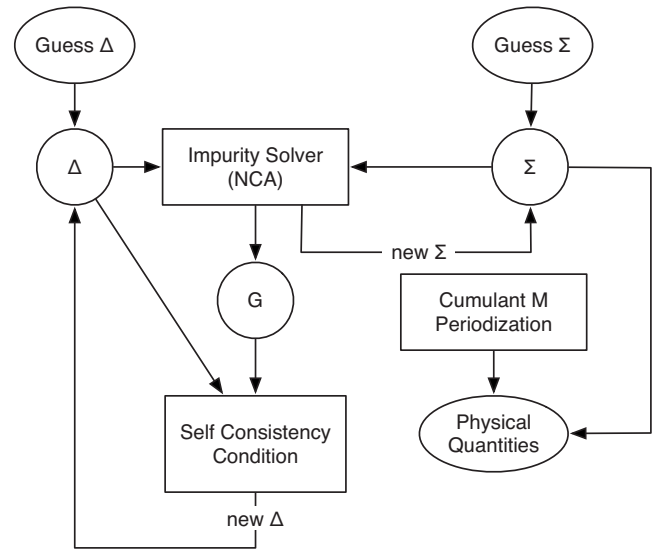 Guess Δ
Guess Σ
Δ
Impurity Solver
(NCA)
Σ
new Σ
G
Cumulant M
Periodization
Self Consistency
Condition
Physical
Quantities
new Δ